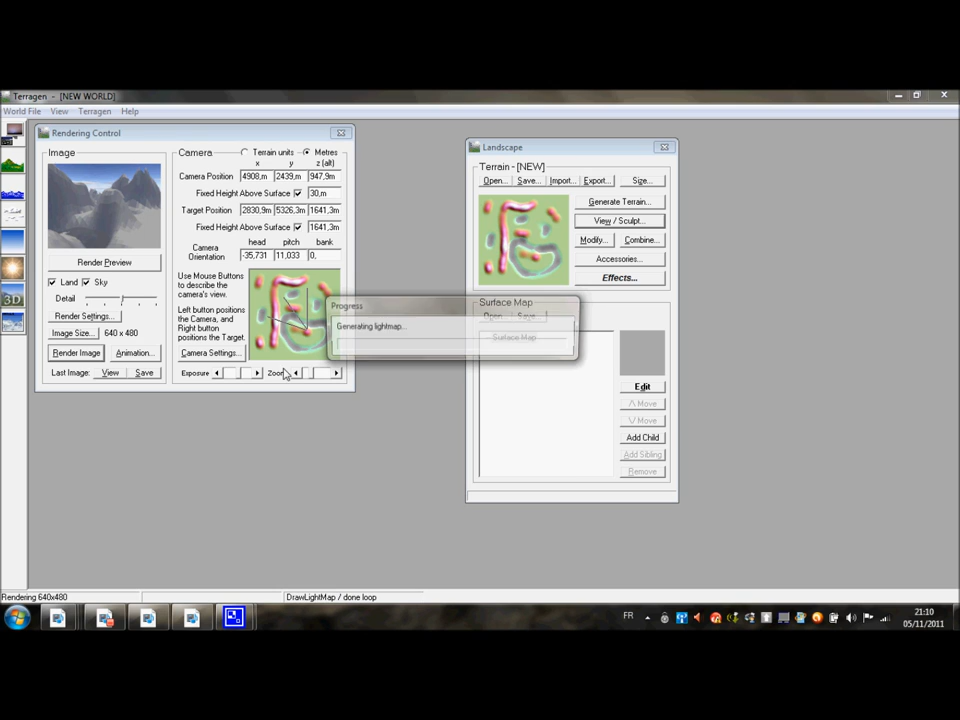 Terragen - [NEW WORLD]
World File View Terragen Help
Rendering Control
Image
Render Preview
Land Sky
Detail
Render Settings...
Image Size... 640 x 480
Render Image Animation...
Last Image: View Save
Camera Terrain units Metres
x y z (alt)
Camera Position 4908,m 2439,m 947,9m
Fixed Height Above Surface 30,m
Target Position 2830,9m 5326,3m 1641,3m
Fixed Height Above Surface 1641,3m
head pitch bank
Camera Orientation -35,731 11,033 0,
Use Mouse Buttons
to describe the
camera's view.
Left button positions
the Camera, and
Right button
positions the Target.
Camera Settings...
Exposure Zoom
Progress
Generating lightmap...
Landscape
Terrain - [NEW]
Open... Save... Import... Export... Size...
Generate Terrain...
View / Sculpt...
Modify... Combine...
Accessories...
Effects...
Surface Map
Open... Save...
Surface Map
Edit
Λ Move
V Move
Add Child
Add Sibling
Remove
3D
Rendering 640x480 DrawLightMap / done loop
FR
21:10
05/11/2011